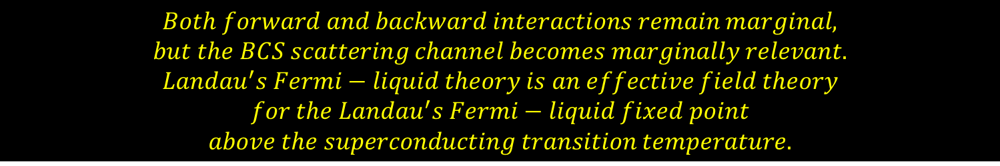 Both forward and backward interactions remain marginal,
but the BCS scattering channel becomes marginally relevant.
Landau's Fermi − liquid theory is an effective field theory
for the Landau's Fermi − liquid fixed point
above the superconducting transition temperature.